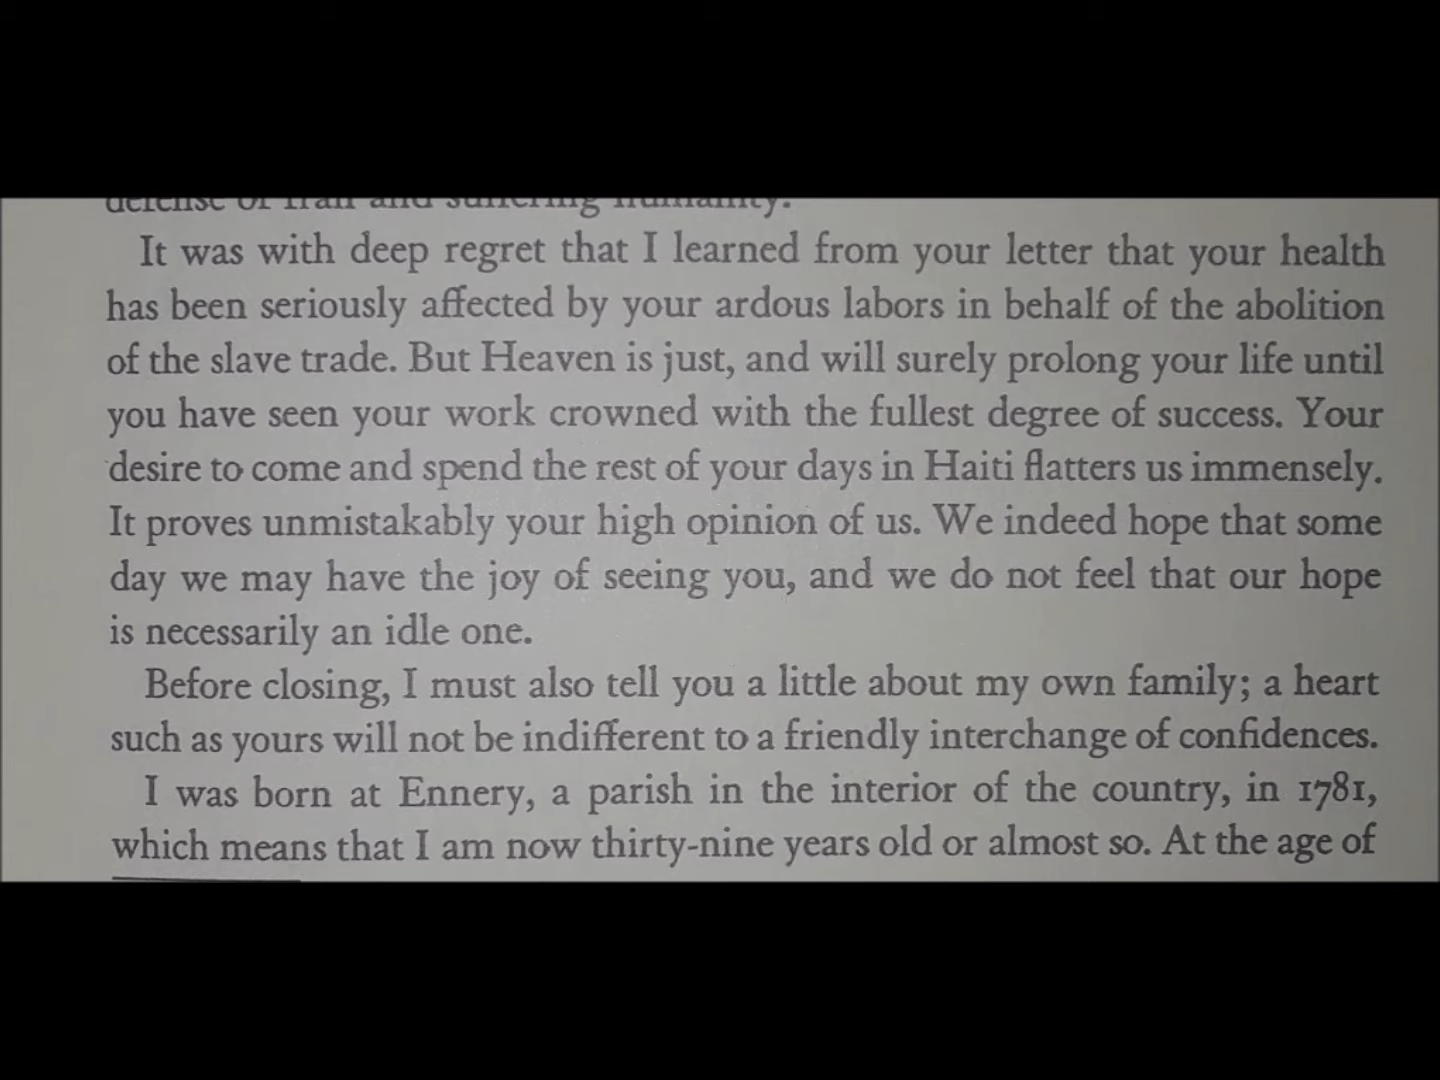 defense of frail and suffering humanity.
It was with deep regret that I learned from your letter that your health
has been seriously affected by your ardous labors in behalf of the abolition
of the slave trade. But Heaven is just, and will surely prolong your life until
you have seen your work crowned with the fullest degree of success. Your
desire to come and spend the rest of your days in Haiti flatters us immensely.
It proves unmistakably your high opinion of us. We indeed hope that some
day we may have the joy of seeing you, and we do not feel that our hope
is necessarily an idle one.
Before closing, I must also tell you a little about my own family; a heart
such as yours will not be indifferent to a friendly interchange of confidences.
I was born at Ennery, a parish in the interior of the country, in 1781,
which means that I am now thirty-nine years old or almost so. At the age of